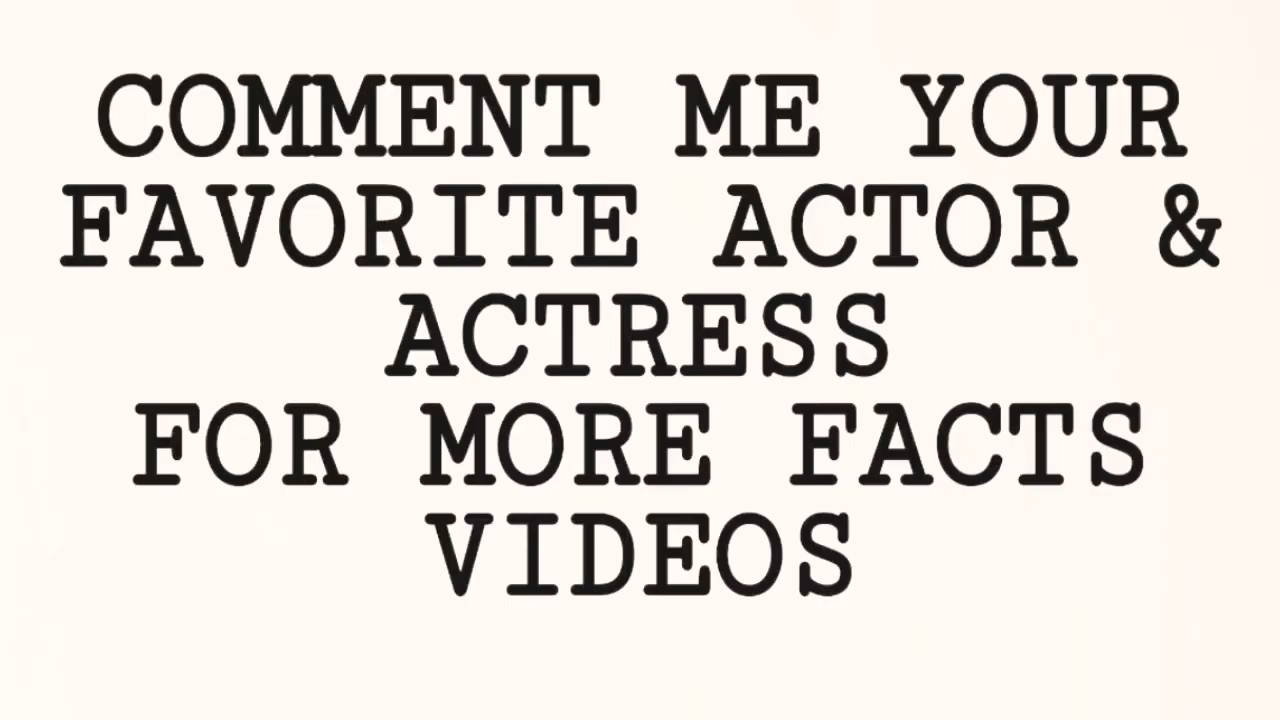 COMMENT ME YOUR
FAVORITE ACTOR &
ACTRESS
FOR MORE FACTS
VIDEOS